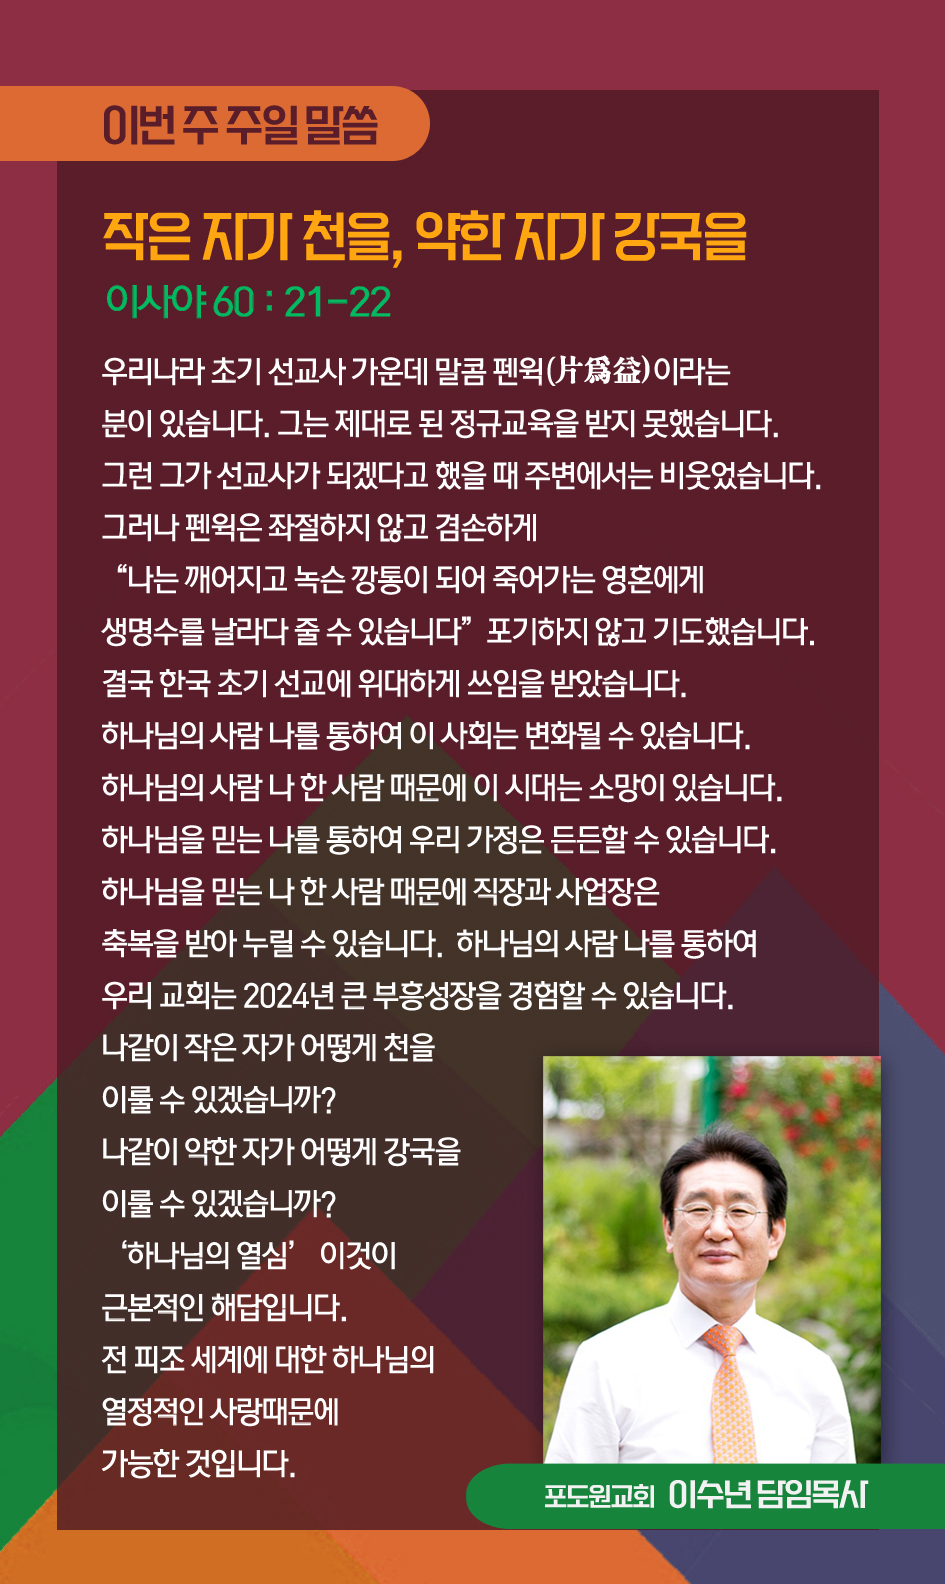 이번 주 주일 말씀
작은 자가 천을, 약한 자가 강국을
이사야 60 : 21-22
우리나라 초기 선교사 가운데 말콤 펜윅(片爲益)이라는
분이 있습니다. 그는 제대로 된 정규교육을 받지 못했습니다.
그런 그가 선교사가 되겠다고 했을 때 주변에서는 비웃었습니다.
그러나 펜윅은 좌절하지 않고 겸손하게
“나는 깨어지고 녹슨 깡통이 되어 죽어가는 영혼에게
생명수를 날라다 줄 수 있습니다” 포기하지 않고 기도했습니다.
결국 한국 초기 선교에 위대하게 쓰임을 받았습니다.
하나님의 사람 나를 통하여 이 사회는 변화될 수 있습니다.
하나님의 사람 나 한 사람 때문에 이 시대는 소망이 있습니다.
하나님을 믿는 나를 통하여 우리 가정은 든든할 수 있습니다.
하나님을 믿는 나 한 사람 때문에 직장과 사업장은
축복을 받아 누릴 수 있습니다. 하나님의 사람 나를 통하여
우리 교회는 2024년 큰 부흥성장을 경험할 수 있습니다.
나같이 작은 자가 어떻게 천을
이룰 수 있겠습니까?
나같이 약한 자가 어떻게 강국을
이룰 수 있겠습니까?
‘하나님의 열심’ 이것이
근본적인 해답입니다.
전 피조 세계에 대한 하나님의
열정적인 사랑때문에
가능한 것입니다.
포도원교회 이수년 담임목사